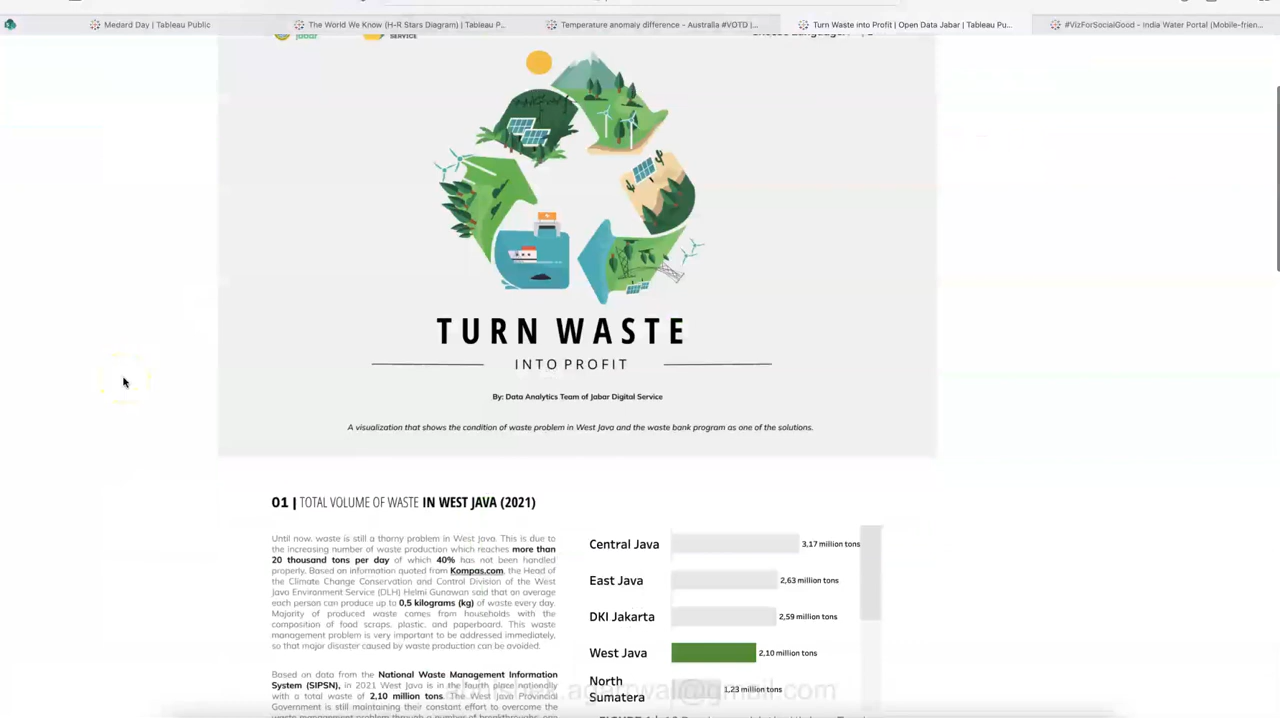 Medard Day | Tableau Public
The World We Know (H-R Stars Diagram) | Tableau P...
Temperature anomaly difference - Australia #VOTD |...
Turn Waste into Profit | Open Data Jabar | Tableau Pu...
#VizForSocialGood - India Water Portal (Mobile-frien...
jabar
SERVICE
TURN WASTE
INTO PROFIT
By: Data Analytics Team of Jabar Digital Service
A visualization that shows the condition of waste problem in West Java and the waste bank program as one of the solutions.
01 | TOTAL VOLUME OF WASTE IN WEST JAVA (2021)
Until now, waste is still a thorny problem in West Java. This is due to
the increasing number of waste production which reaches more than
20 thousand tons per day of which 40% has not been handled
properly. Based on information quoted from Kompas.com, the Head of
the Climate Change Conservation and Control Division of the West
Java Environment Service (DLH) Helmi Gunawan said that on average
each person can produce up to 0,5 kilograms (kg) of waste every day.
Majority of produced waste comes from households with the
composition of food scraps, plastic, and paperboard. This waste
management problem is very important to be addressed immediately,
so that major disaster caused by waste production can be avoided.
Based on data from the National Waste Management Information
System (SIPSN), in 2021 West Java is in the fourth place nationally
with a total waste of 2,10 million tons. The West Java Provincial
Government is still maintaining their constant effort to overcome the
Central Java 3,17 million tons
East Java 2,63 million tons
DKI Jakarta 2,59 million tons
West Java 2,10 million tons
North
Sumatera 1,23 million tons
agarwal@gmail.com